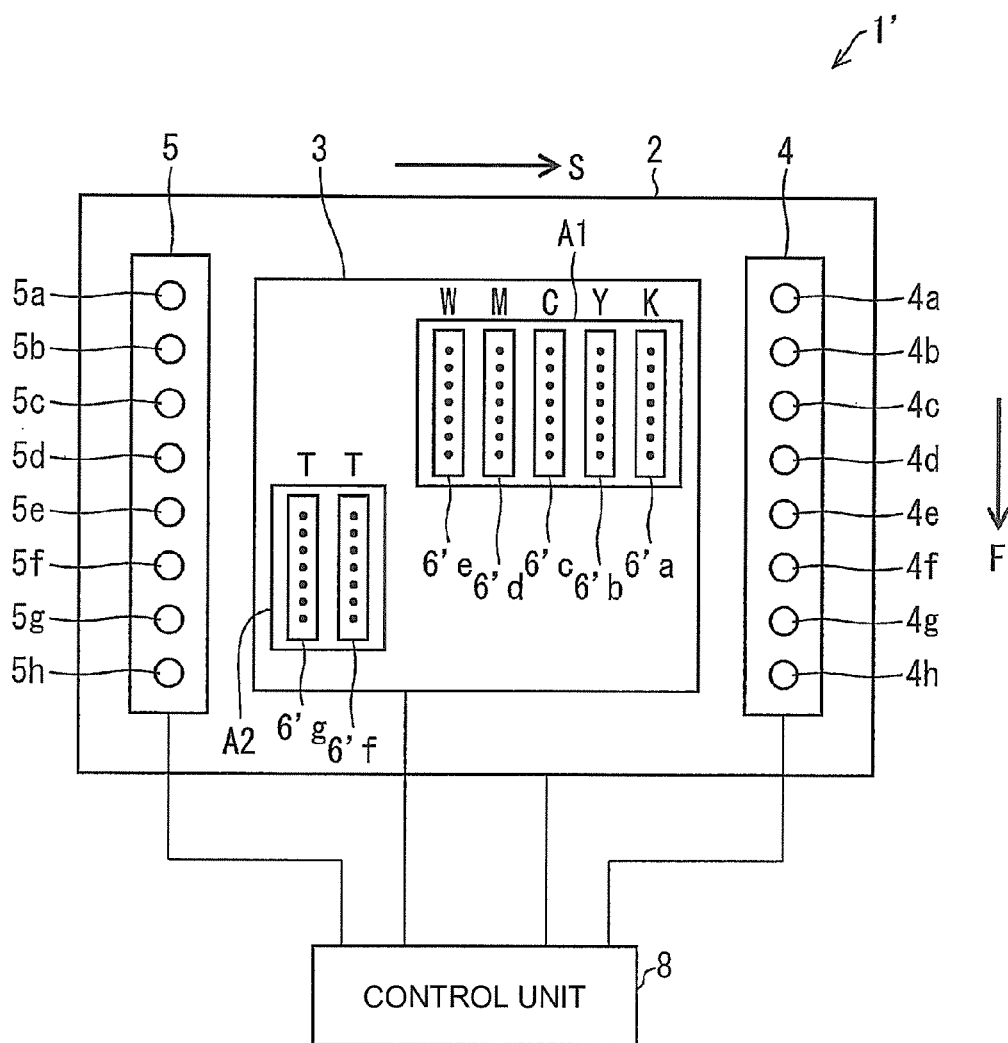 1'
5 3 S 2 4
A1
5a W M C Y K 4a
5b 4b
5c 4c
5d T T 4d
5e 4e
6'e 6'd 6'c 6'b 6'a
5f 4f
F
5g 4g
5h 4h
A2 6'g 6'f
CONTROL UNIT 8